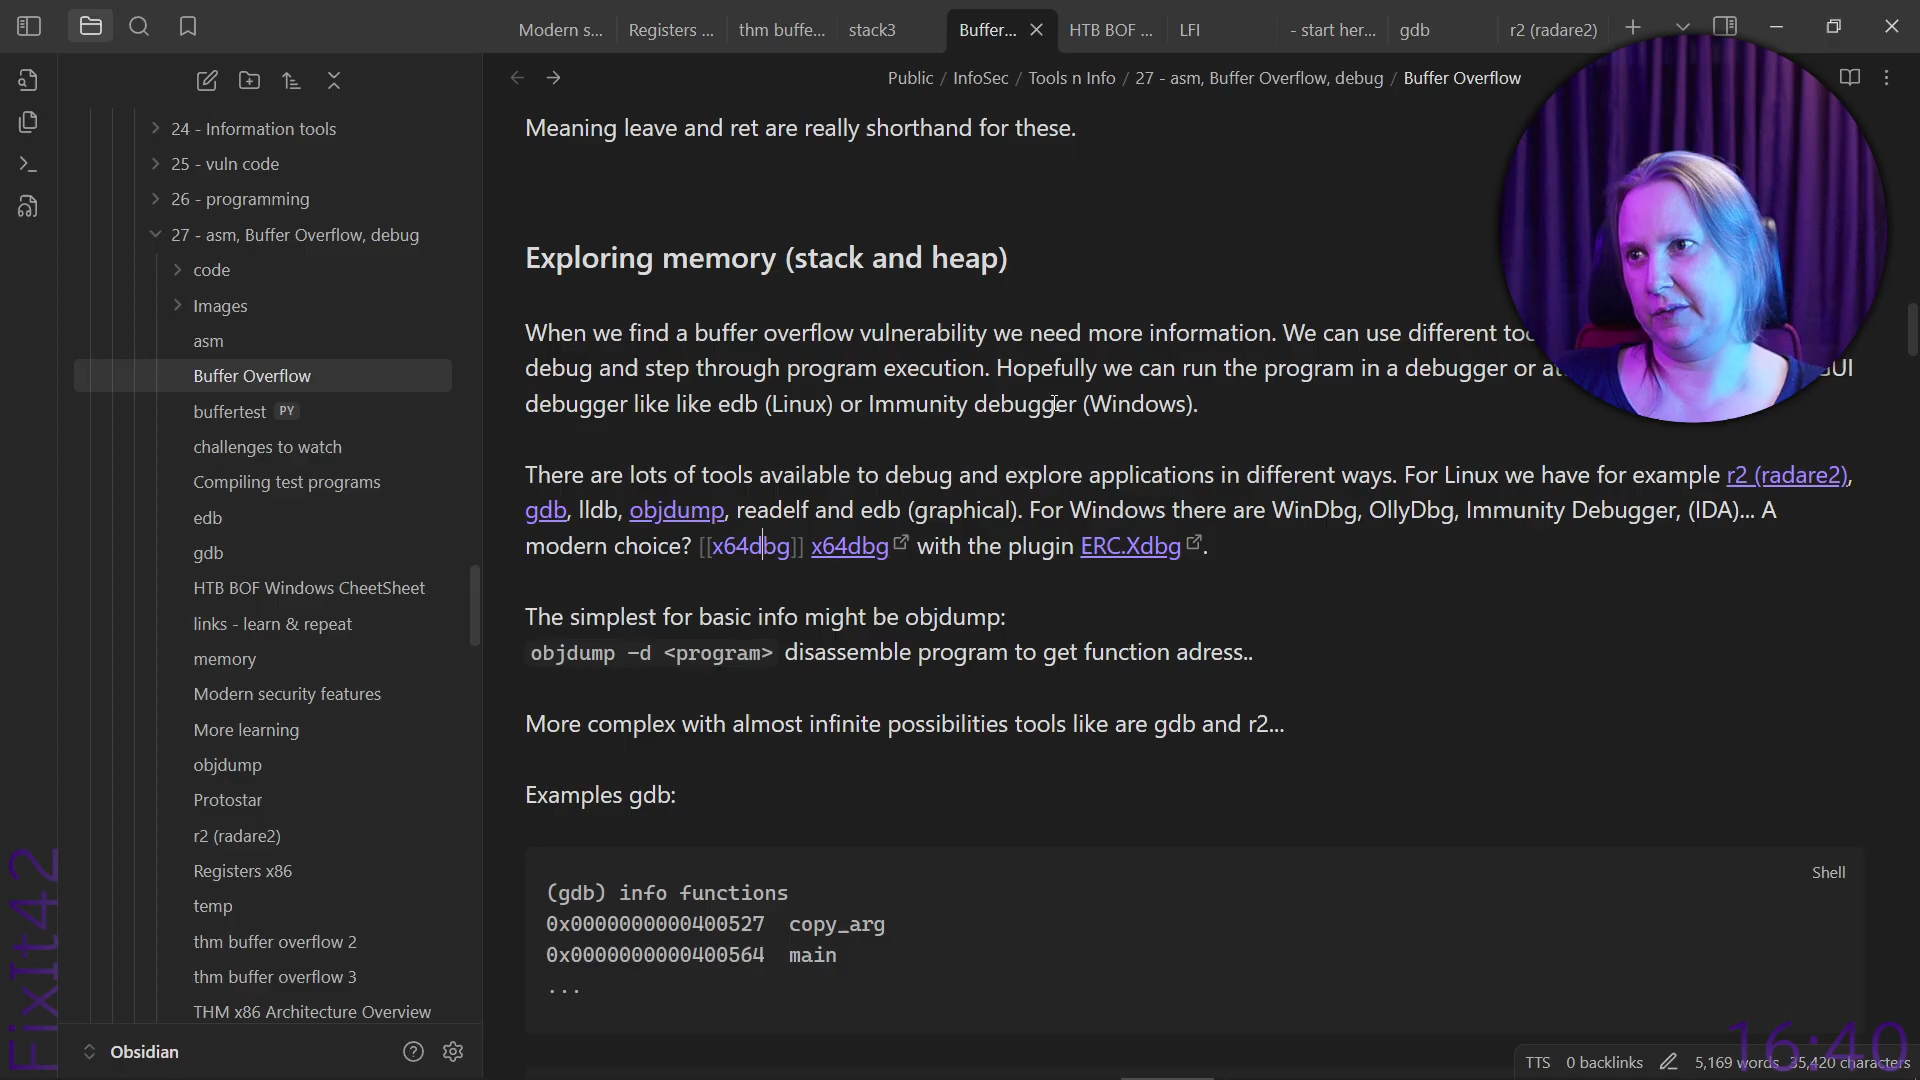 Modern s...
Registers ...
thm buffe...
stack3
Buffer...
HTB BOF ...
LFI
- start her...
gdb
r2 (radare2)
Public / InfoSec / Tools n Info / 27 - asm, Buffer Overflow, debug / Buffer Overflow
24 - Information tools
25 - vuln code
26 - programming
27 - asm, Buffer Overflow, debug
code
Images
asm
Buffer Overflow
buffertest PY
challenges to watch
Compiling test programs
edb
gdb
HTB BOF Windows CheetSheet
links - learn & repeat
memory
Modern security features
More learning
objdump
Protostar
r2 (radare2)
Registers x86
temp
thm buffer overflow 2
thm buffer overflow 3
THM x86 Architecture Overview
Obsidian
FixIt42
Meaning leave and ret are really shorthand for these.
Exploring memory (stack and heap)
When we find a buffer overflow vulnerability we need more information. We can use different
debug and step through program execution. Hopefully we can run the program in a debugger or
debugger like like edb (Linux) or Immunity debugger (Windows).
There are lots of tools available to debug and explore applications in different ways. For Linux we have for example r2 (radare2),
gdb, lldb, objdump, readelf and edb (graphical). For Windows there are WinDbg, OllyDbg, Immunity Debugger, (IDA)... A
modern choice? [[x64dbg]] x64dbg with the plugin ERC.Xdbg.
The simplest for basic info might be objdump:
objdump -d <program> disassemble program to get function adress..
More complex with almost infinite possibilities tools like are gdb and r2...
Examples gdb:
Shell
(gdb) info functions
0x0000000000400527 copy_arg
0x0000000000400564 main
...
TTS 0 backlinks 5,169 words 35,420 characters
16:40